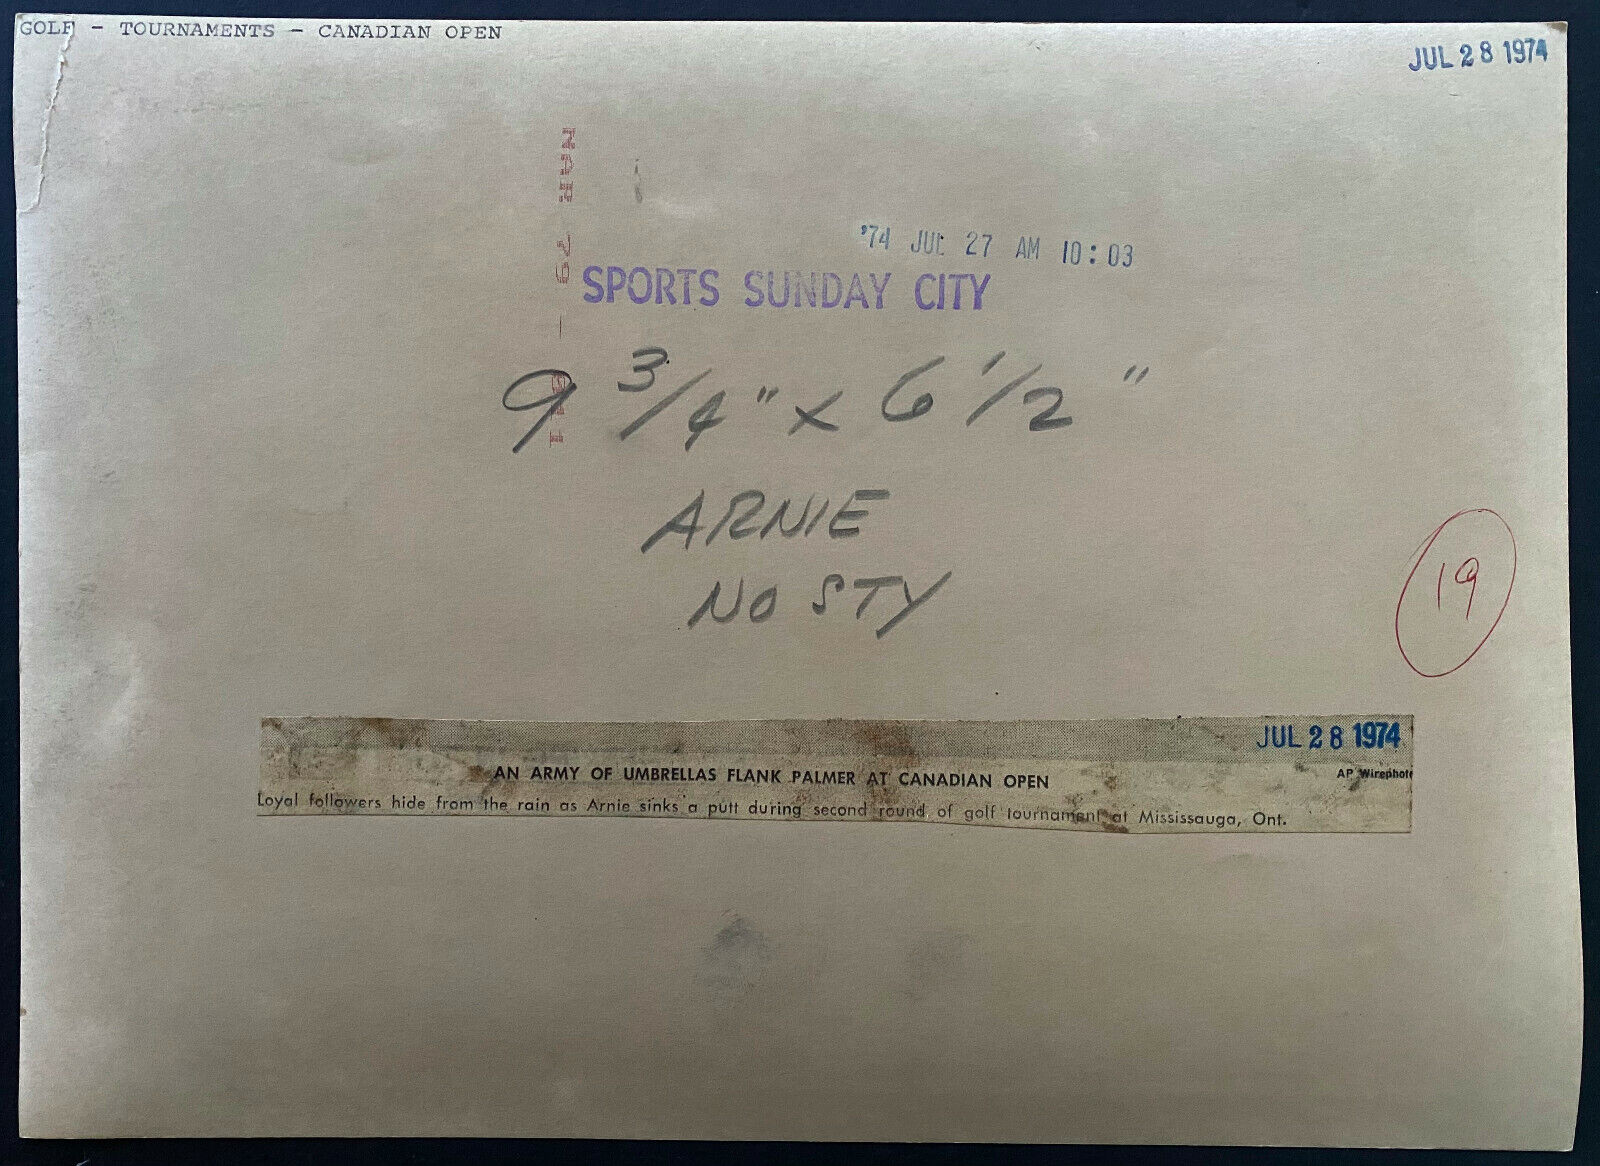 GOLF - TOURNAMENTS - CANADIAN OPEN
JUL 28 1974
'74 JUL 27 AM 10:03
SPORTS SUNDAY CITY
9 3/4" x 6 1/2"
ARNIE
NO STY
19
JUL 28 1974
AN ARMY OF UMBRELLAS FLANK PALMER AT CANADIAN OPEN
AP Wirephoto
Loyal followers hide from the rain as Arnie sinks a putt during second round of golf tournament at Mississauga, Ont.